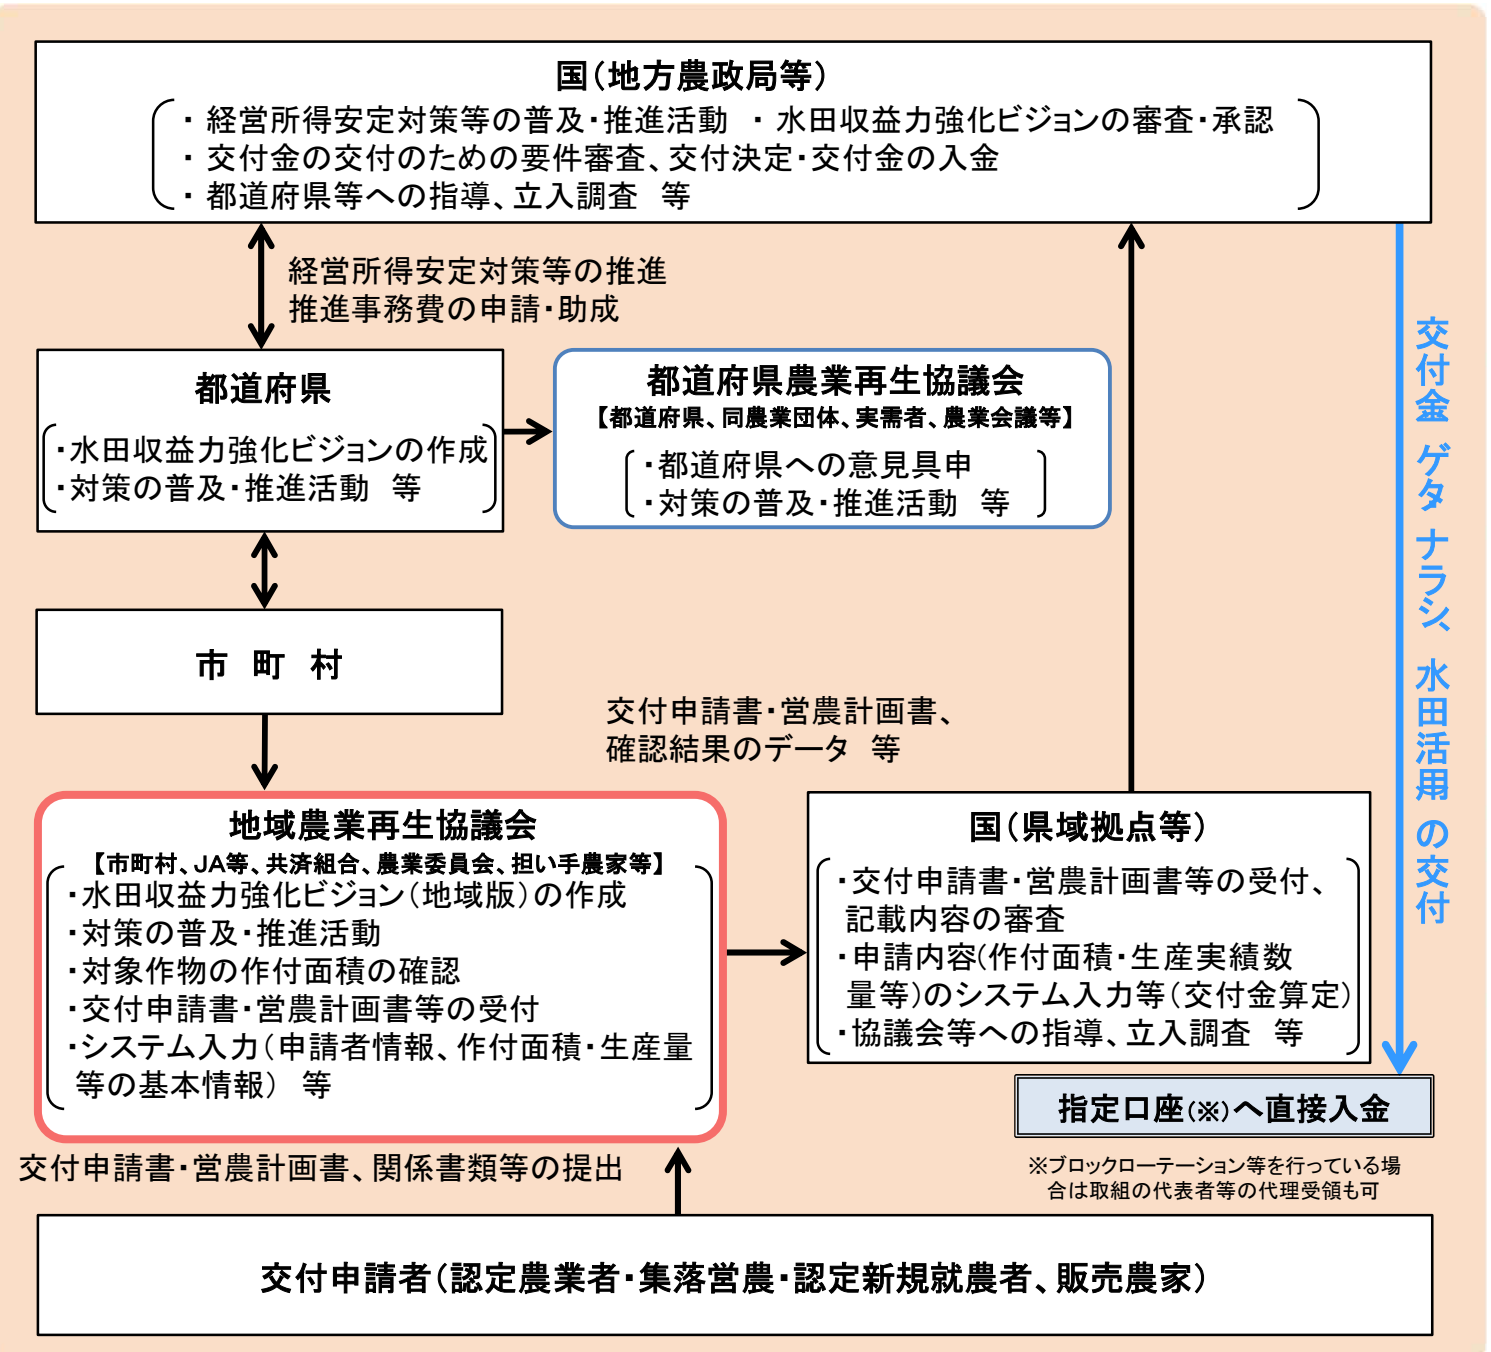 国(地方農政局等)
・ 経営所得安定対策等の普及・推進活動 ・ 水田収益力強化ビジョンの審査・承認
・ 交付金の交付のための要件審査、交付決定・交付金の入金
・ 都道府県等への指導、立入調査 等
経営所得安定対策等の推進
推進事務費の申請・助成
都道府県
・水田収益力強化ビジョンの作成
・対策の普及・推進活動 等
都道府県農業再生協議会
【都道府県、同農業団体、実需者、農業会議等】
・都道府県への意見具申
・対策の普及・推進活動 等
交付金 ゲタ ナラシ、 水田活用 の交付
市 町 村
交付申請書・営農計画書、
確認結果のデータ 等
地域農業再生協議会
【市町村、JA等、共済組合、農業委員会、担い手農家等】
・水田収益力強化ビジョン(地域版)の作成
・対策の普及・推進活動
・対象作物の作付面積の確認
・交付申請書・営農計画書等の受付
・システム入力(申請者情報、作付面積・生産量
等の基本情報) 等
国(県域拠点等)
・交付申請書・営農計画書等の受付、
記載内容の審査
・申請内容(作付面積・生産実績数
量等)のシステム入力等(交付金算定)
・協議会等への指導、立入調査 等
指定口座(※)へ直接入金
※ブロックローテーション等を行っている場
合は取組の代表者等の代理受領も可
交付申請書・営農計画書、関係書類等の提出
交付申請者(認定農業者・集落営農・認定新規就農者、販売農家)